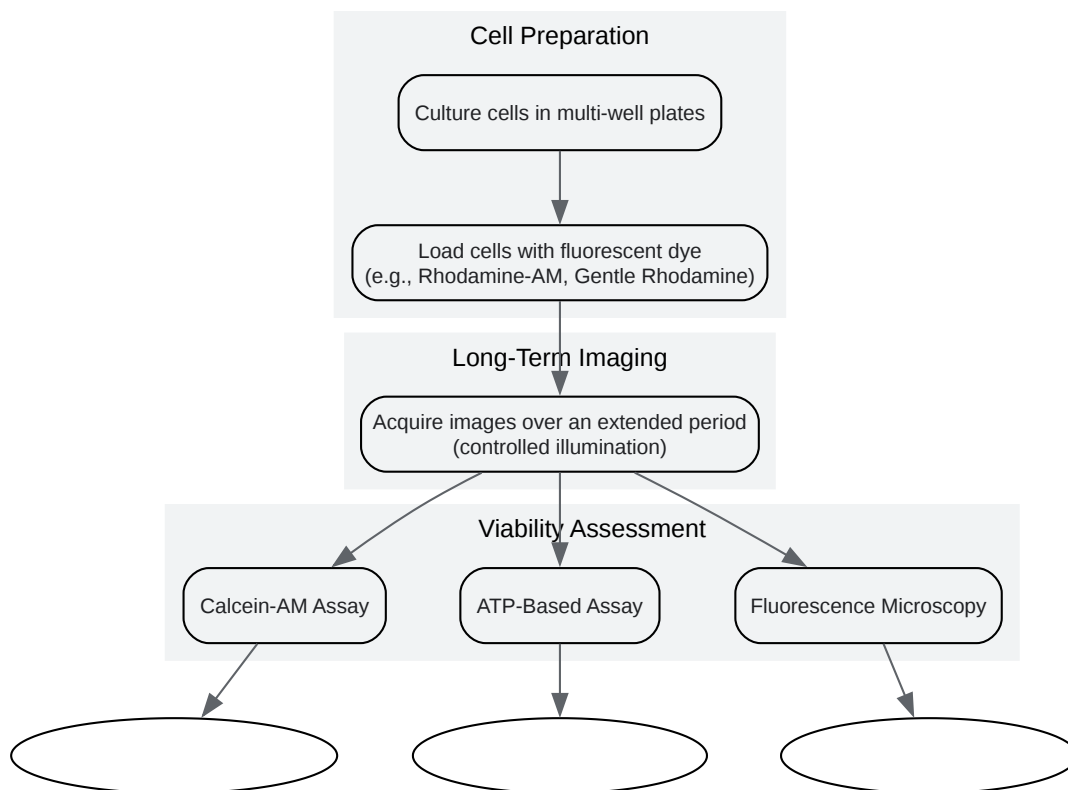 Cell Preparation
Culture cells in multi-well plates
Load cells with fluorescent dye
(e.g., Rhodamine-AM, Gentle Rhodamine)
Long-Term Imaging
Acquire images over an extended period
(controlled illumination)
Viability Assessment
Calcein-AM Assay
ATP-Based Assay
Fluorescence Microscopy